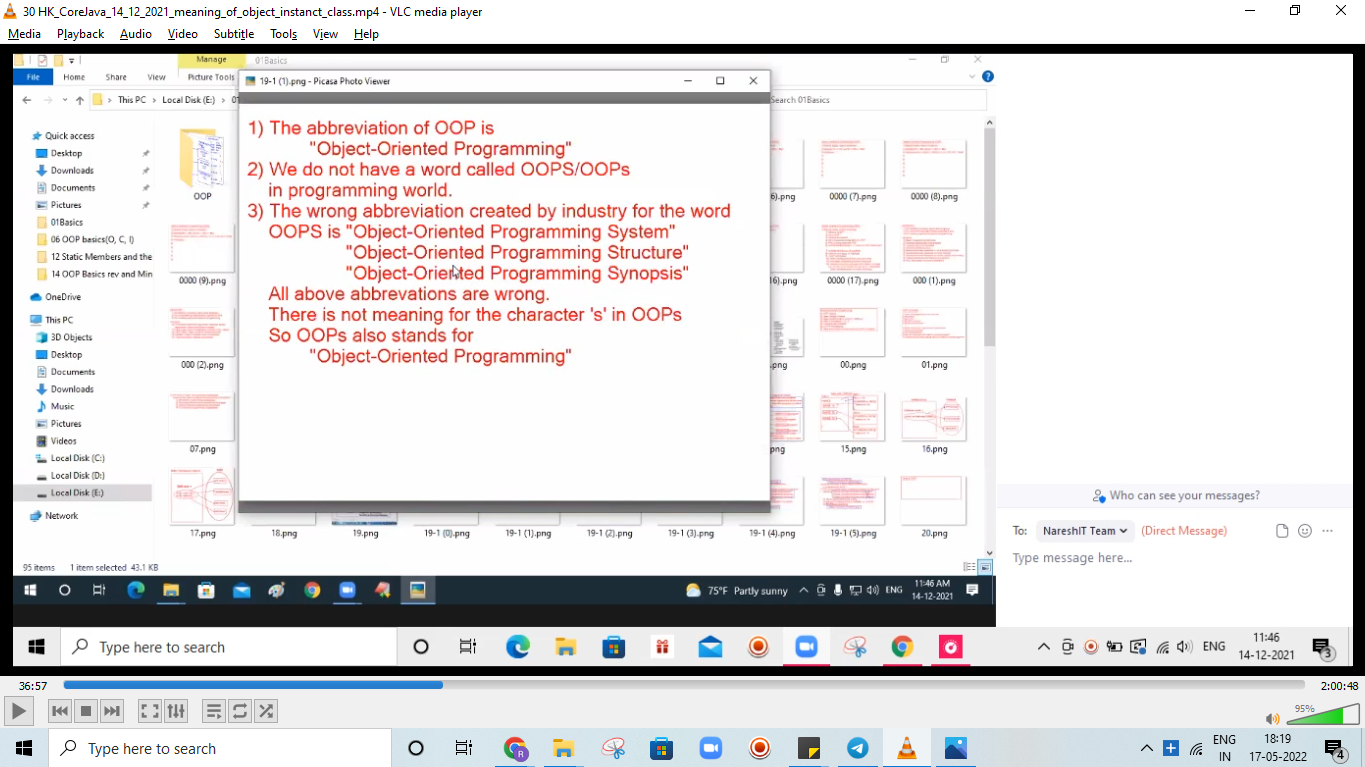 30 HK_CoreJava_14_12_2021_meaning_of_object_instanct_class.mp4 - VLC media player
Media Playback Audio Video Subtitle Tools View Help
Manage 01Basics
File Home Share View Picture Tools
This PC Local Disk (E:)
Search 01Basics
19-1 (1).png - Picasa Photo Viewer
1) The abbreviation of OOP is
"Object-Oriented Programming"
2) We do not have a word called OOPS/OOPs
in programming world.
3) The wrong abbreviation created by industry for the word
OOPS is "Object-Oriented Programming System"
"Object-Oriented Programming Structure"
"Object-Oriented Programming Synopsis"
All above abbrevations are wrong.
There is not meaning for the character 's' in OOPs
So OOPs also stands for
"Object-Oriented Programming"
Quick access
Desktop
Downloads
Documents
Pictures
01Basics
06 OOP basics(O, C, I)
12 Static Members and the
14 OOP Basics rev and Min
OneDrive
This PC
3D Objects
Desktop
Documents
Downloads
Music
Pictures
Videos
Local Disk (C:)
Local Disk (D:)
Local Disk (E:)
Network
OOP
6).png 0000 (7).png 0000 (8).png
0000 (9).png 16).png 0000 (17).png 000 (1).png
000 (2).png .png 00.png 01.png
07.png png 15.png 16.png
17.png 18.png 19.png 19-1 (0).png 19-1 (1).png 19-1 (2).png 19-1 (3).png 19-1 (4).png 19-1 (5).png 20.png
95 items 1 item selected 43.1 KB
75°F Partly sunny ENG 11:46 AM
14-12-2021
Who can see your messages?
To: NareshIT Team (Direct Message)
Type message here...
Type here to search
ENG 11:46
14-12-2021
3
36:57 2:00:48
95%
Type here to search
R
ENG 18:19
IN 17-05-2022
4